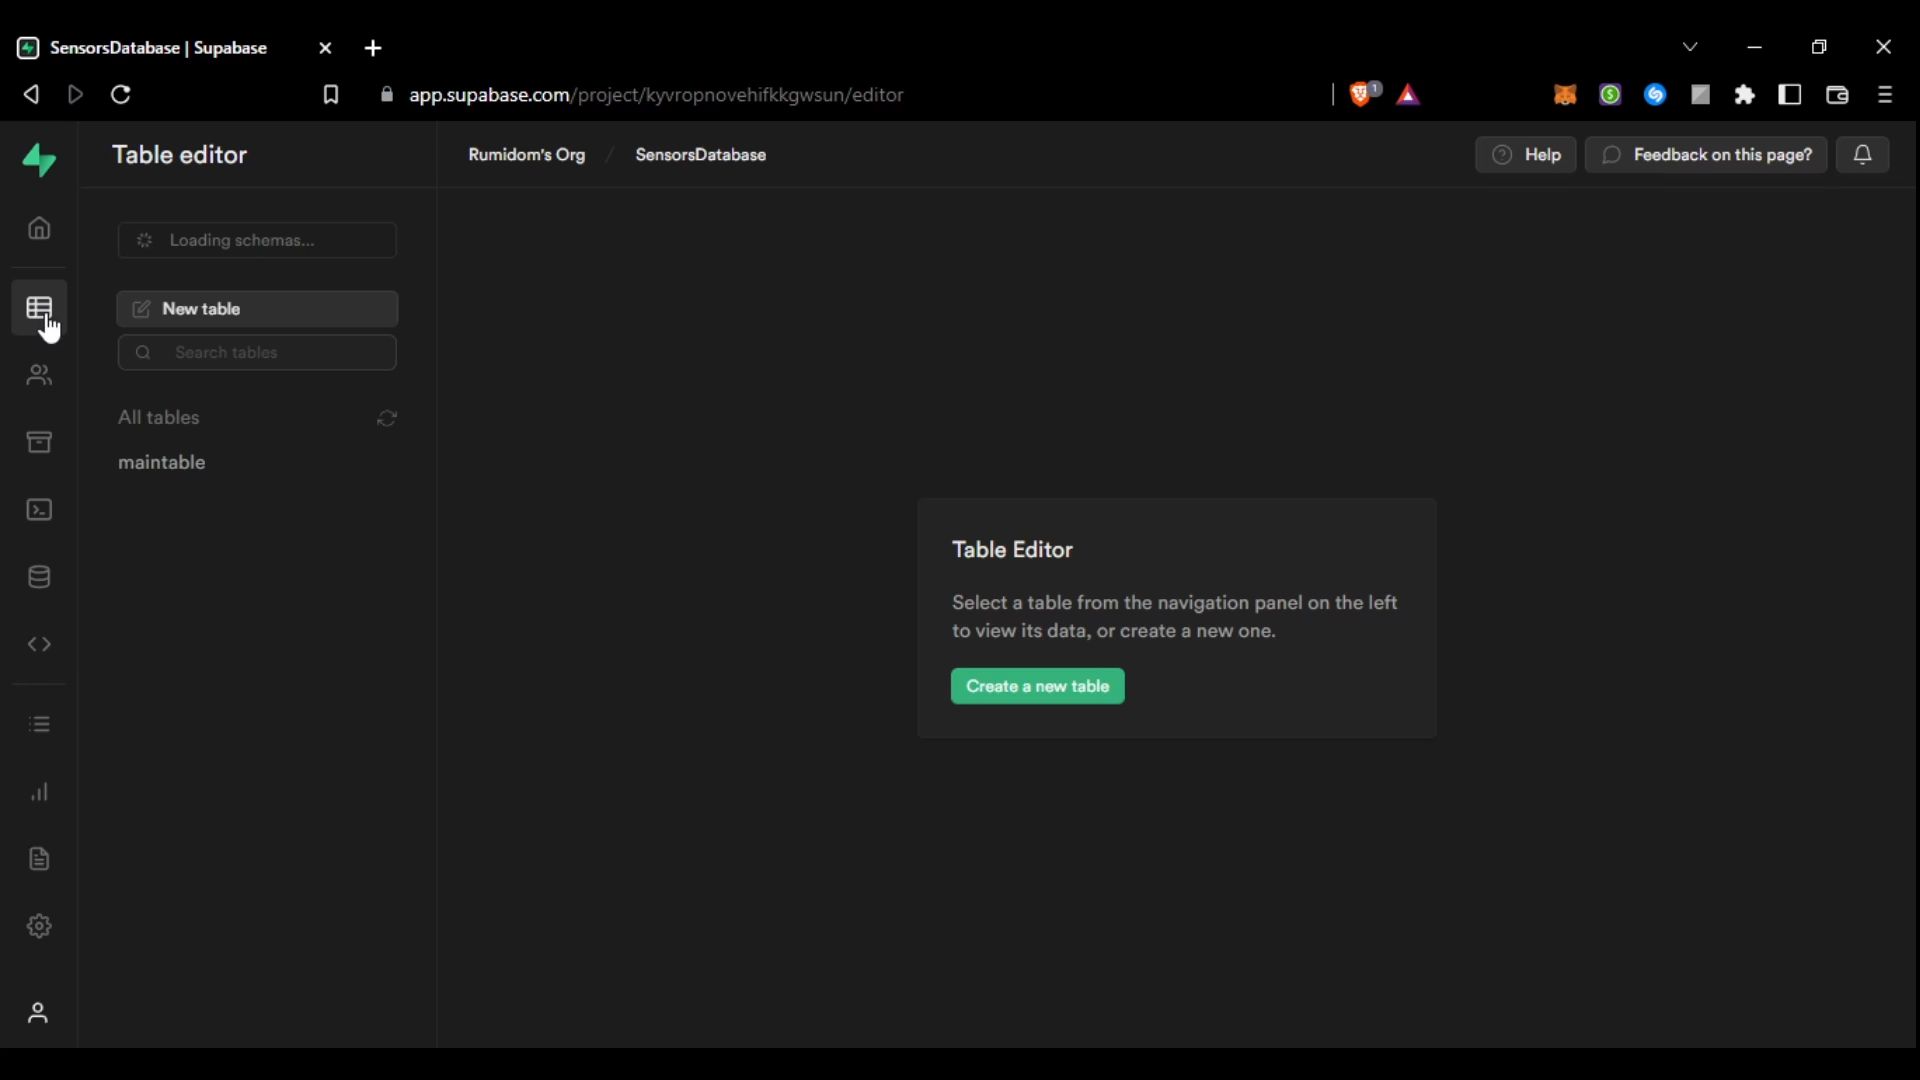 SensorsDatabase | Supabase
app.supabase.com/project/kyvropnovehifkkgwsun/editor
1
Table editor
Rumidom's Org / SensorsDatabase
Help
Feedback on this page?
Loading schemas...
New table
Search tables
All tables
maintable
Table Editor
Select a table from the navigation panel on the left
to view its data, or create a new one.
Create a new table